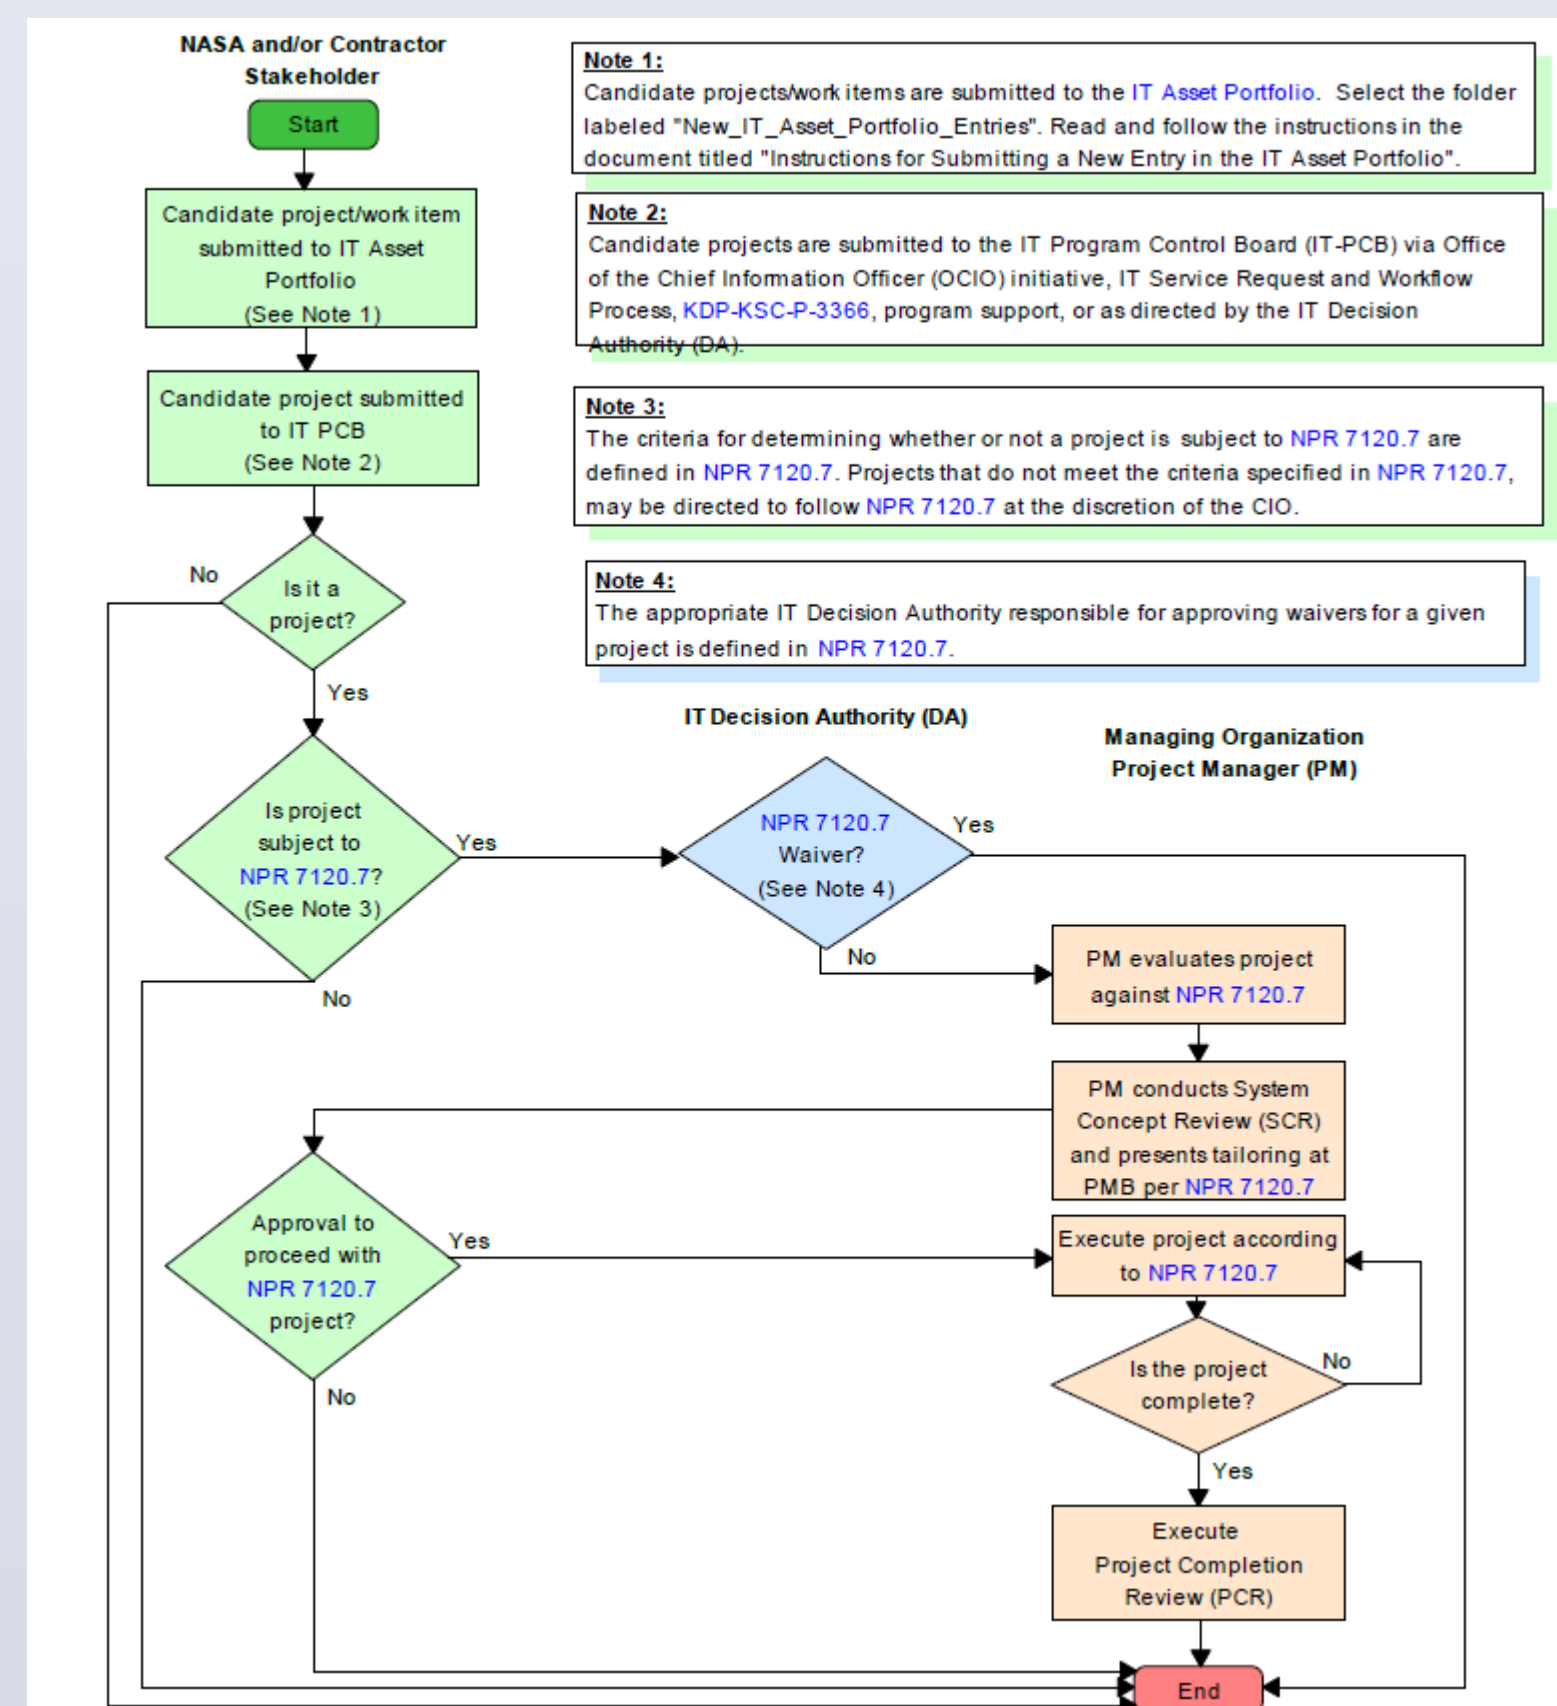 NASA and/or Contractor
Stakeholder
Start
Candidate project/work item
submitted to IT Asset
Portfolio
(See Note 1)
Candidate project submitted
to IT PCB
(See Note 2)
No
Is it a
project?
Yes
Is project
subject to
NPR 7120.7?
(See Note 3)
Yes
No
Note 1:
Candidate projects/work items are submitted to the IT Asset Portfolio. Select the folder
labeled "New_IT_Asset_Portfolio_Entries". Read and follow the instructions in the
document titled "Instructions for Submitting a New Entry in the IT Asset Portfolio".
Note 2:
Candidate projects are submitted to the IT Program Control Board (IT-PCB) via Office
of the Chief Information Officer (OCIO) initiative, IT Service Request and Workflow
Process, KDP-KSC-P-3366, program support, or as directed by the IT Decision
Authority (DA).
Note 3:
The criteria for determining whether or not a project is subject to NPR 7120.7 are
defined in NPR 7120.7. Projects that do not meet the criteria specified in NPR 7120.7,
may be directed to follow NPR 7120.7 at the discretion of the CIO.
Note 4:
The appropriate IT Decision Authority responsible for approving waivers for a given
project is defined in NPR 7120.7.
IT Decision Authority (DA)
NPR 7120.7
Waiver?
(See Note 4)
Yes
No
Managing Organization
Project Manager (PM)
PM evaluates project
against NPR 7120.7
PM conducts System
Concept Review (SCR)
and presents tailoring at
PMB per NPR 7120.7
Approval to
proceed with
NPR 7120.7
project?
Yes
No
Execute project according
to NPR 7120.7
Is the project
complete?
No
Yes
Execute
Project Completion
Review (PCR)
End